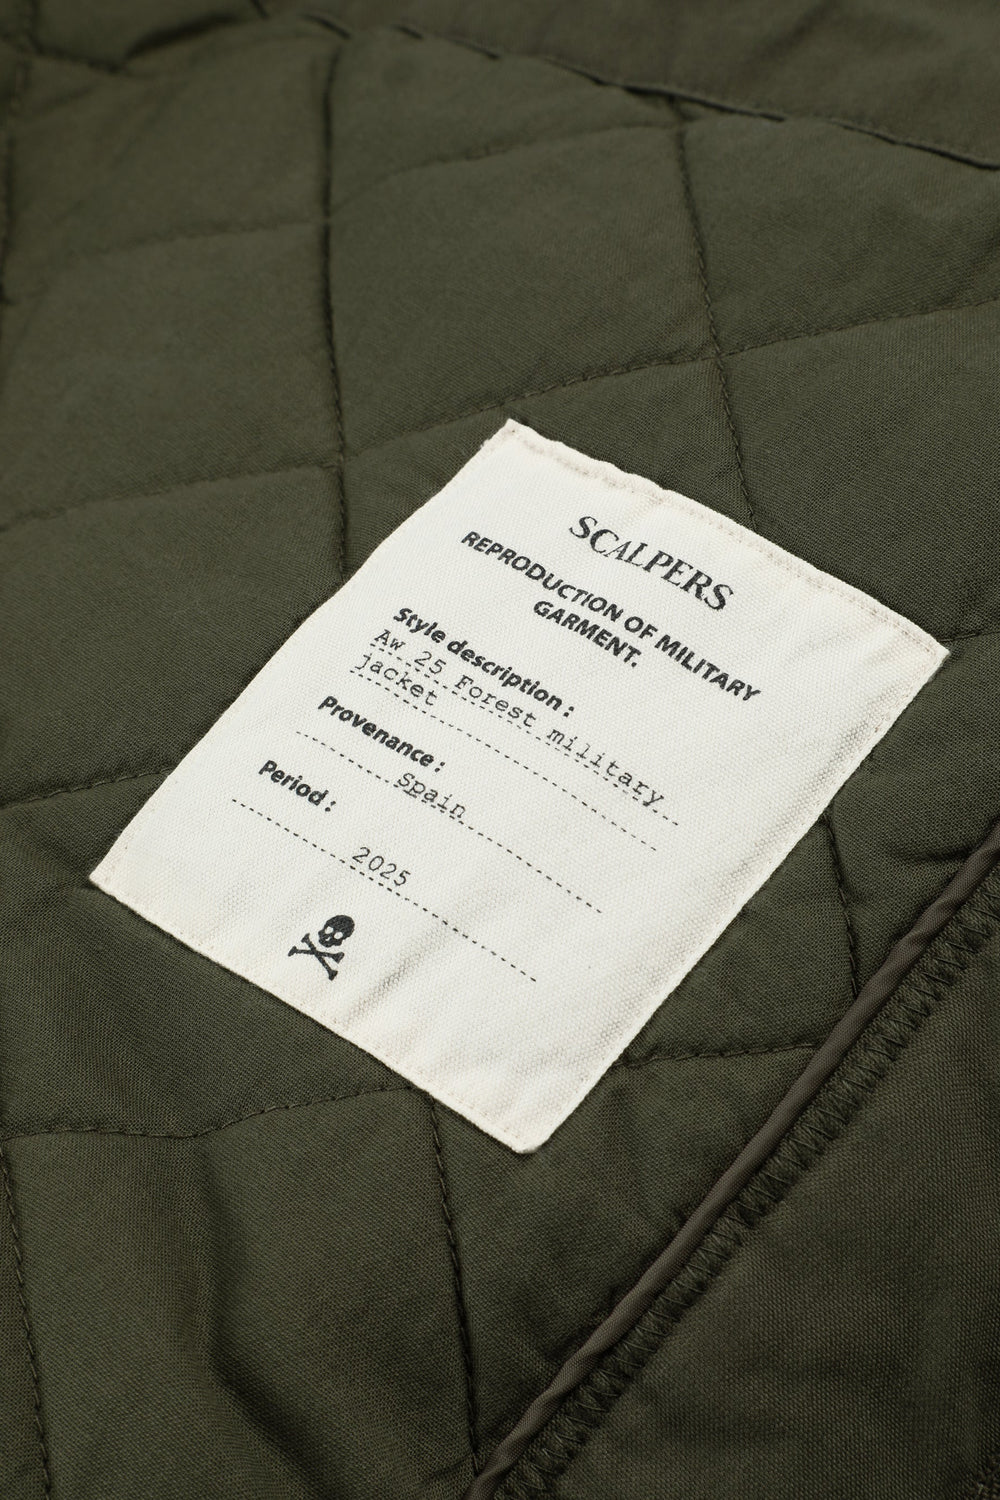 SCALPERS
REPRODUCTION OF MILITARY
GARMENT.
Style description :
Aw 25 Forest military
jacket
Provenance :
Spain
Period :
2025